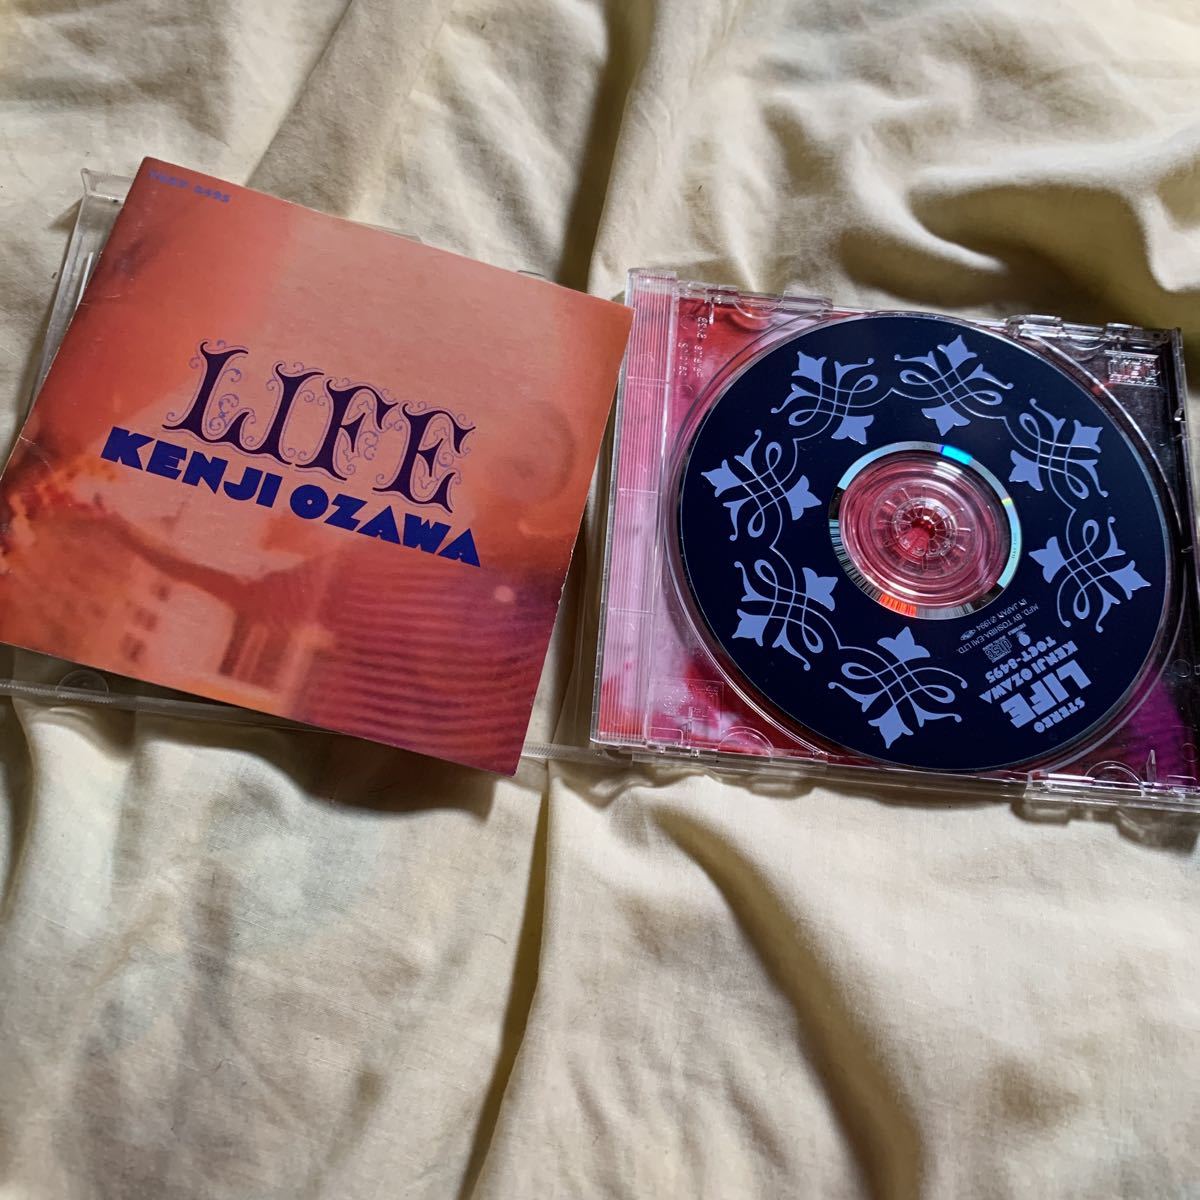 TOCT-8495
LIFE
KENJI OZAWA
STEREO
LIFE
KENJI OZAWA
TOCT-8495
MFD. BY TOSHIBA-EMI LTD.
IN JAPAN ℗1994